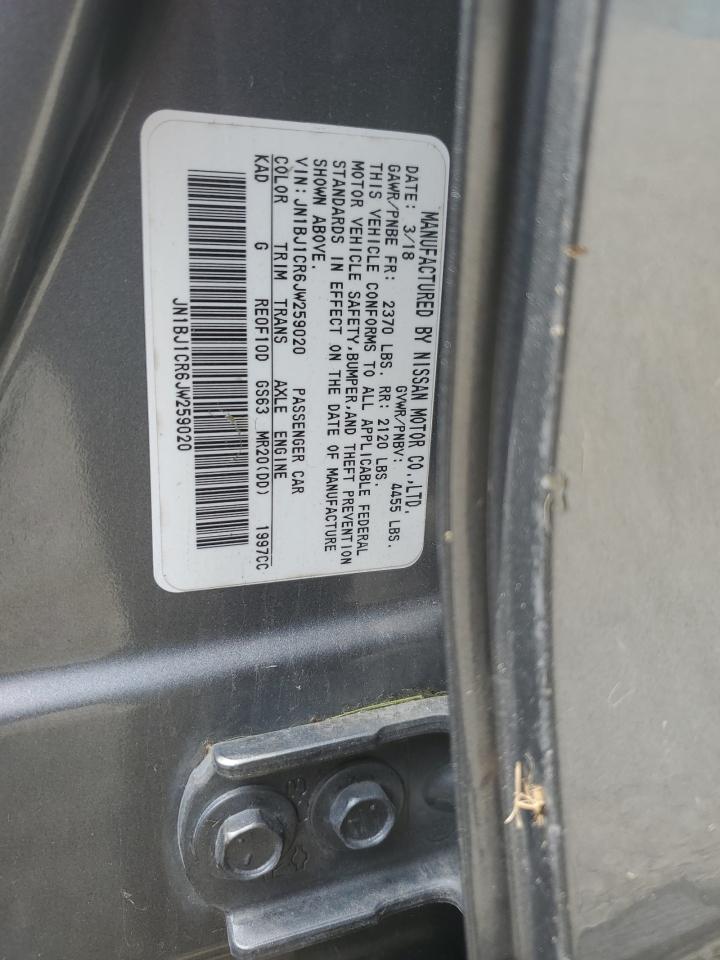 MANUFACTURED BY NISSAN MOTOR CO.,LTD.
DATE: 3/18 GVWR/PNBV: 4455 LBS.
GAWR/PNBE FR: 2370 LBS. RR: 2120 LBS.
THIS VEHICLE CONFORMS TO ALL APPLICABLE FEDERAL
MOTOR VEHICLE SAFETY,BUMPER,AND THEFT PREVENTION
STANDARDS IN EFFECT ON THE DATE OF MANUFACTURE
SHOWN ABOVE.
VIN: JN1BJ1CR6JW259020 PASSENGER CAR
COLOR TRIM TRANS AXLE ENGINE
KAD G RE0F10D GS63 MR20(DD) 1997CC
JN1BJ1CR6JW259020